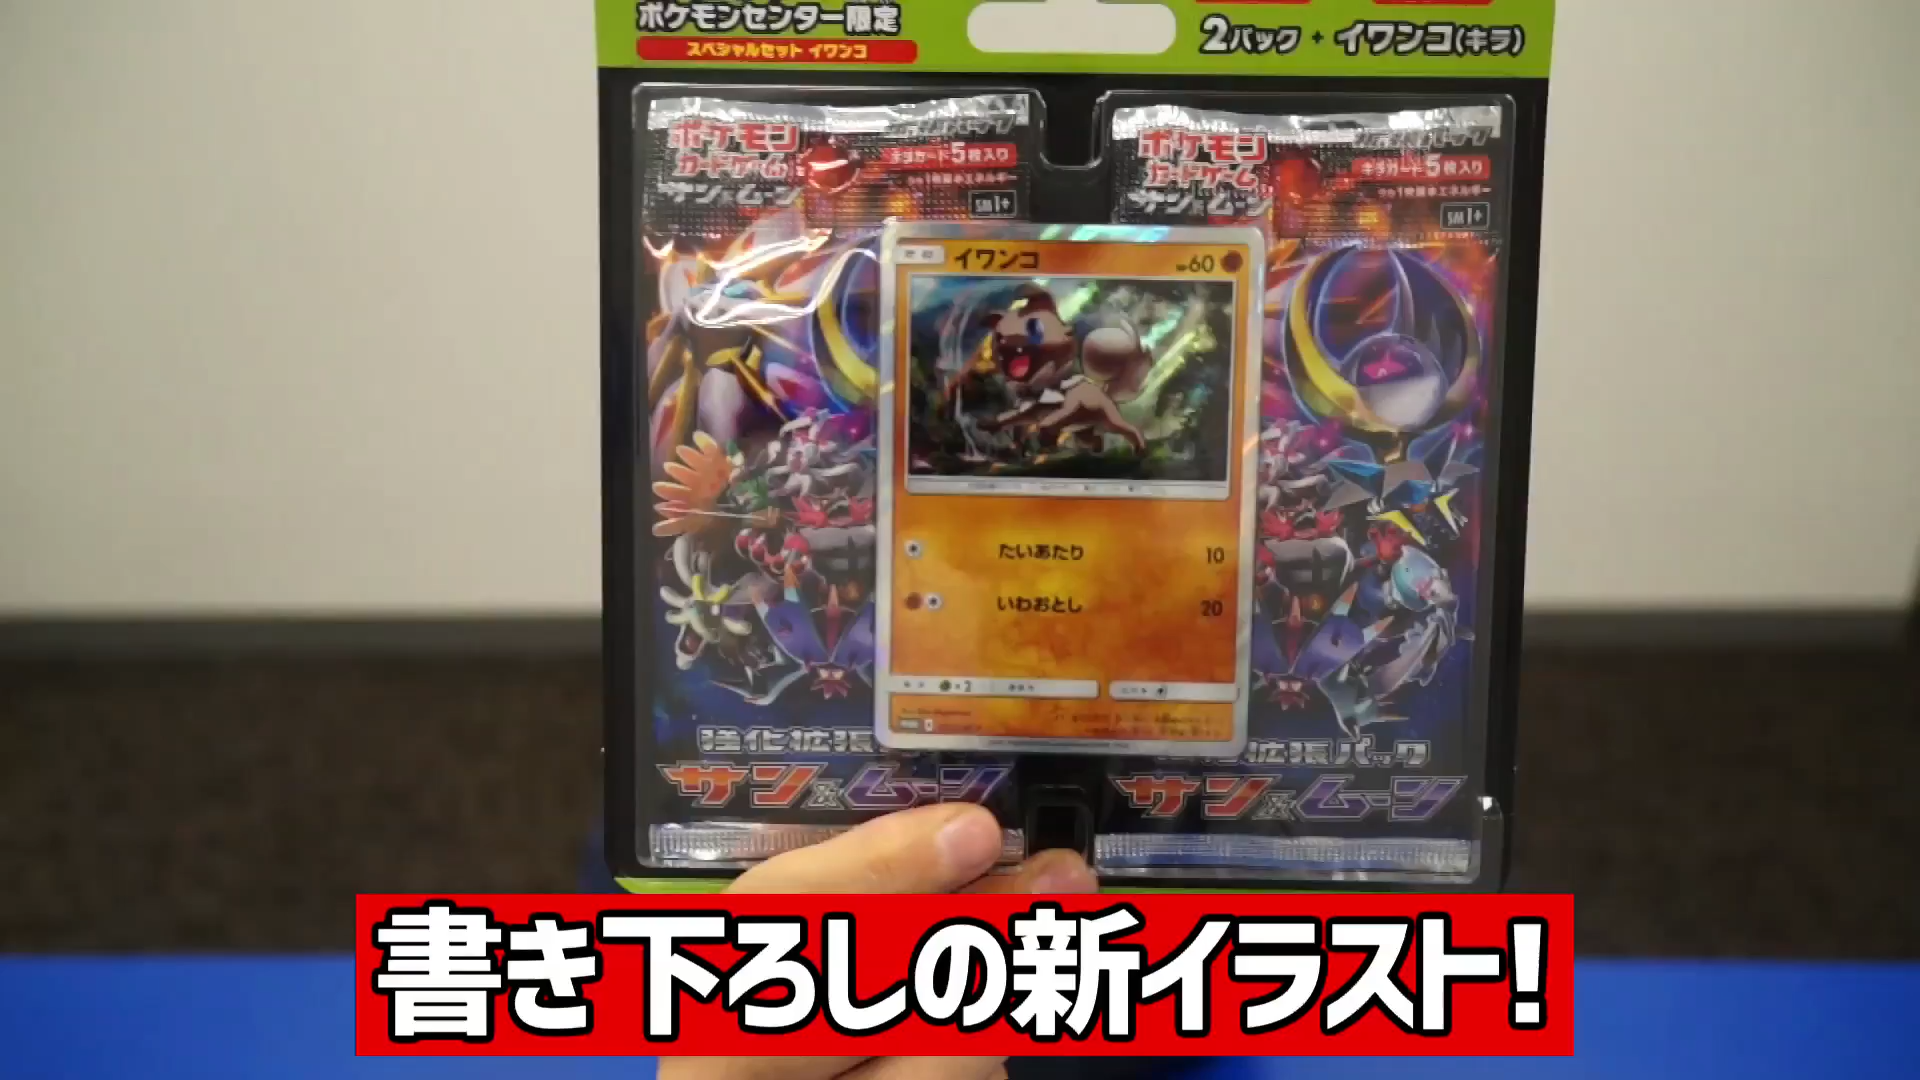 ポケモンセンター限定
スペシャルセット イワンコ
2パック + イワンコ(キラ)
ポケモン
カードゲーム
サン&ムーン
キラカード5枚入り
SM1+
ポケモン
カードゲーム
サン&ムーン
キラカード5枚入り
SM1+
イワンコ
60
たいあたり 10
いわおとし 20
×2
強化拡張
サン&ムーン
拡張パック
サン&ムーン
書き下ろしの新イラスト!